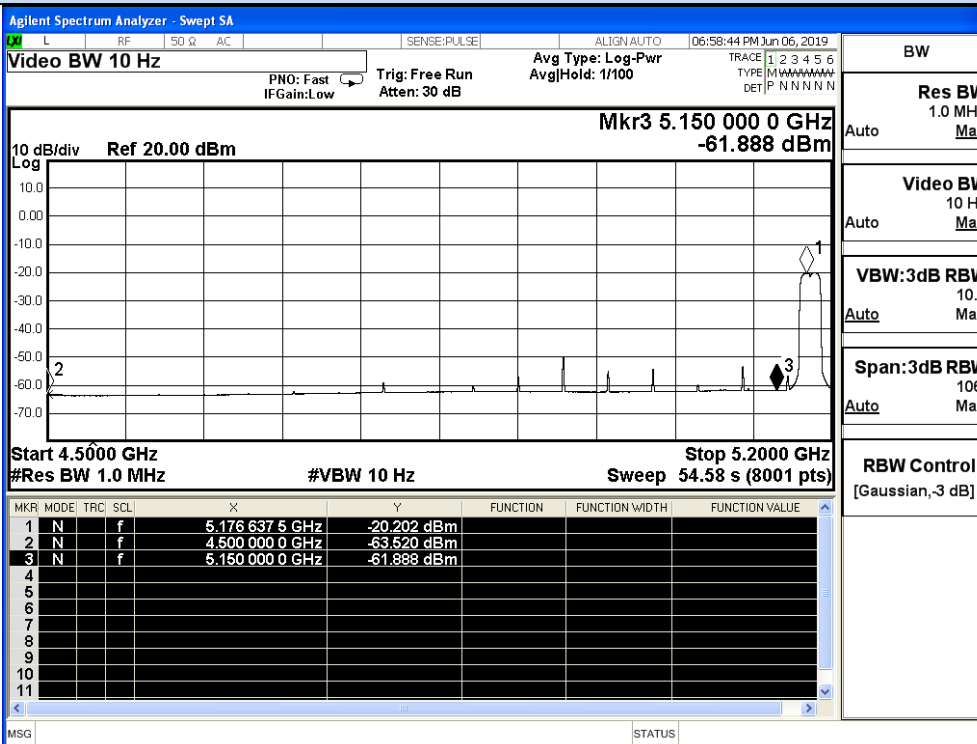 Agilent Spectrum Analyzer - Swept SA
LXI L RF 50 Ω AC SENSE:PULSE ALIGN AUTO 06:58:44 PM Jun 06, 2019
Video BW 10 Hz
PNO: Fast
IFGain:Low
Trig: Free Run
Atten: 30 dB
Avg Type: Log-Pwr
Avg|Hold: 1/100
TRACE 1 2 3 4 5 6
TYPE M W W W W W
DET P N N N N N
Mkr3 5.150 000 0 GHz
-61.888 dBm
10 dB/div Ref 20.00 dBm
Log
10.0
0.00
-10.0
-20.0
-30.0
-40.0
-50.0
-60.0
-70.0
1
2
3
Start 4.5000 GHz Stop 5.2000 GHz
#Res BW 1.0 MHz #VBW 10 Hz Sweep 54.58 s (8001 pts)
MKR MODE TRC SCL X Y FUNCTION FUNCTION WIDTH FUNCTION VALUE
1 N f 5.176 637 5 GHz -20.202 dBm
2 N f 4.500 000 0 GHz -63.520 dBm
3 N f 5.150 000 0 GHz -61.888 dBm
4
5
6
7
8
9
10
11
MSG STATUS
BW
Res BW
1.0 MH
Auto Ma
Video BW
10 H
Auto Ma
VBW:3dB RBW
10.
Auto Ma
Span:3dB RBW
106
Auto Ma
RBW Control
[Gaussian,-3 dB]